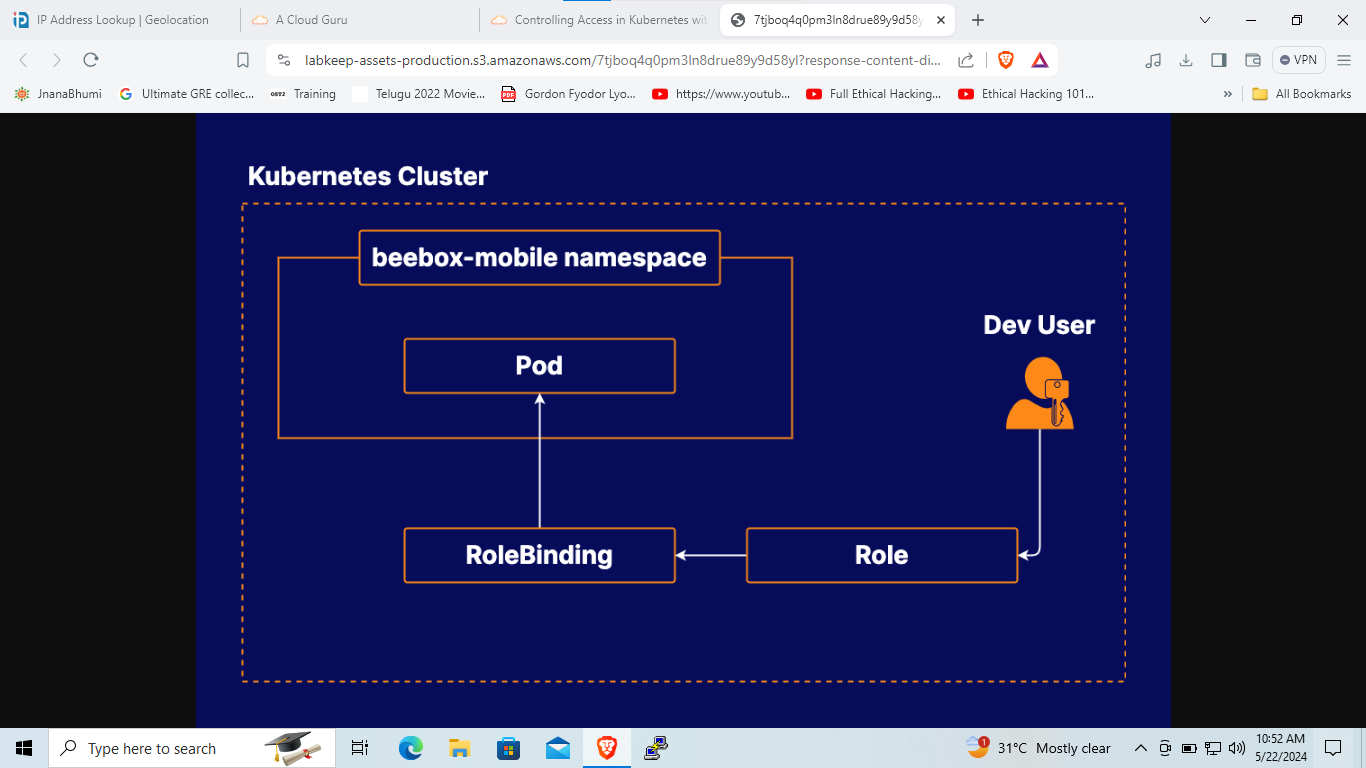 IP Address Lookup | Geolocation
A Cloud Guru
Controlling Access in Kubernetes wit
7tjboq4q0pm3ln8drue89y9d58y
labkeep-assets-production.s3.amazonaws.com/7tjboq4q0pm3ln8drue89y9d58yl?response-content-di...
VPN
JnanaBhumi
Ultimate GRE collec...
OST2
Training
Telugu 2022 Movie...
PDF
Gordon Fyodor Lyo...
https://www.youtub...
Full Ethical Hacking...
Ethical Hacking 101...
All Bookmarks
Kubernetes Cluster
beebox-mobile namespace
Pod
Dev User
RoleBinding
Role
Type here to search
1
31°C Mostly clear
10:52 AM
5/22/2024